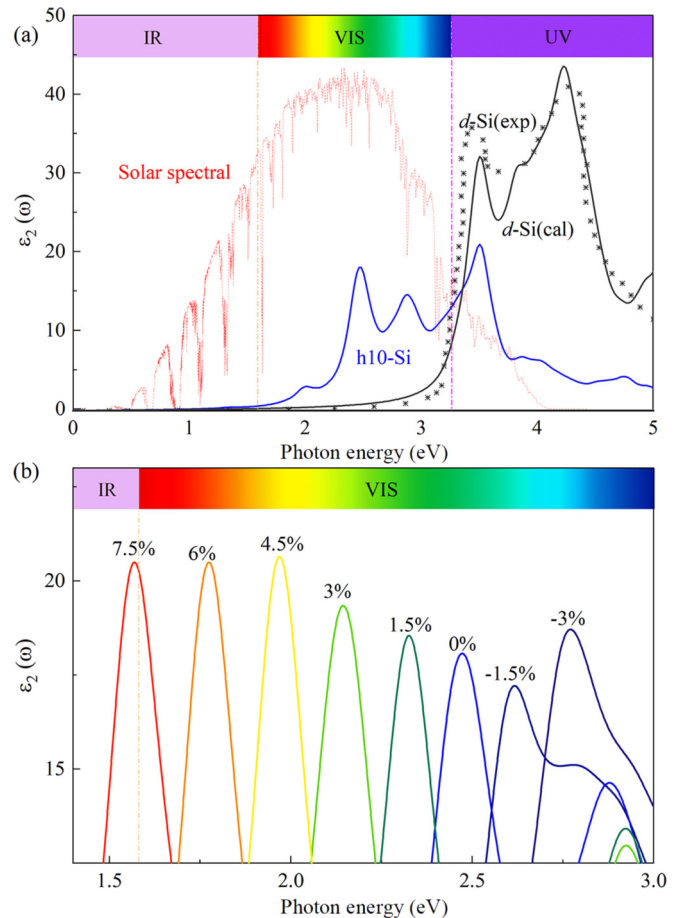 (a)
IR VIS UV
50
40
30
20
10
0
ε₂ (ω)
d-Si(exp)
Solar spectral
d-Si(cal)
h10-Si
0 1 2 3 4 5
Photon energy (eV)
(b)
IR VIS
7.5% 6% 4.5% 3% 1.5% 0% -1.5% -3%
20
15
ε₂ (ω)
1.5 2.0 2.5 3.0
Photon energy (eV)